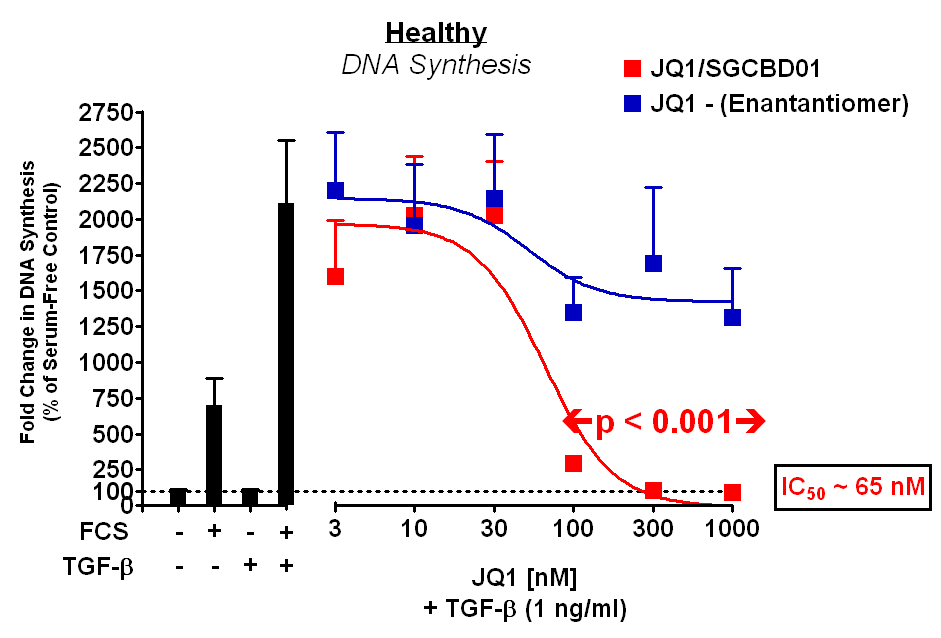 Healthy
DNA Synthesis
JQ1/SGCBD01
JQ1 - (Enantantiomer)
Fold Change in DNA Synthesis
(% of Serum-Free Control)
2750
2500
2250
2000
1750
1500
1250
1000
750
500
250
100
0
p < 0.001
IC50 ~ 65 nM
FCS - + - +
TGF-β - - + +
3 10 30 100 300 1000
JQ1 [nM]
+ TGF-β (1 ng/ml)